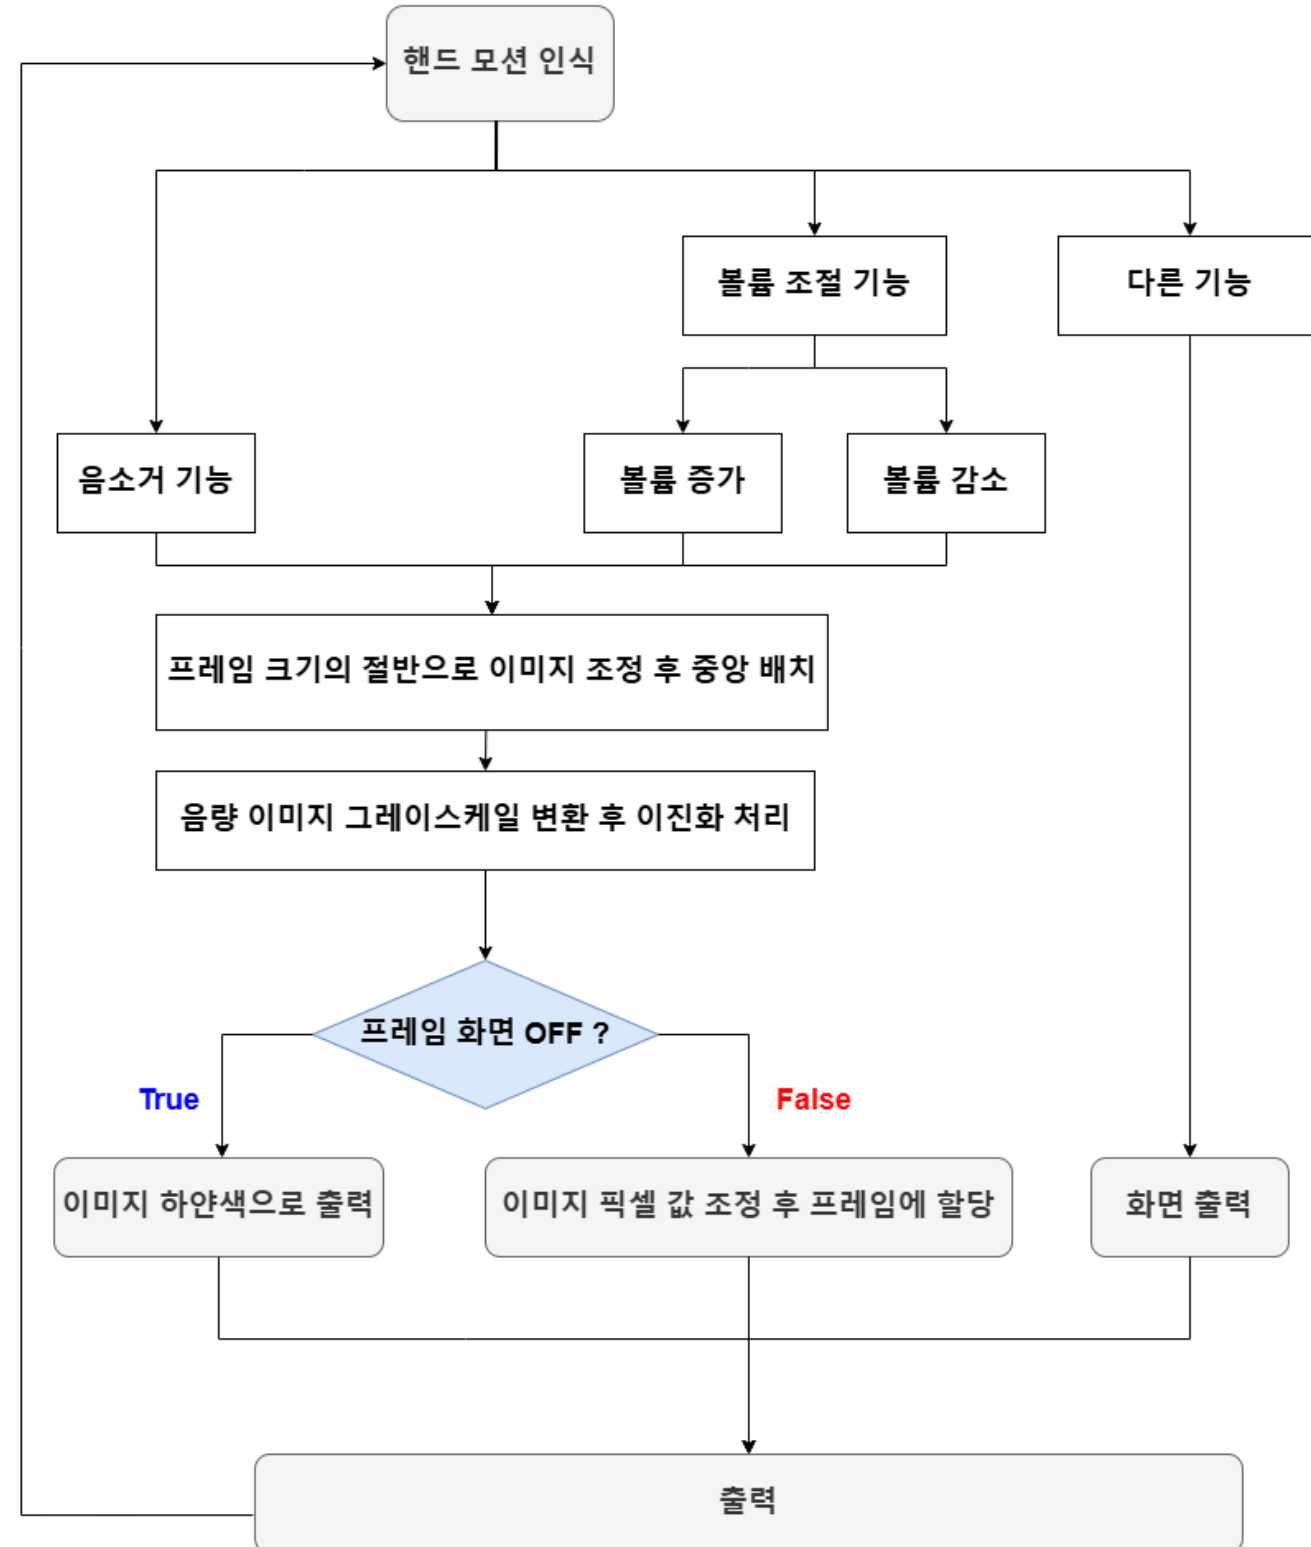 핸드 모션 인식
볼륨 조절 기능
다른 기능
음소거 기능
볼륨 증가
볼륨 감소
프레임 크기의 절반으로 이미지 조정 후 중앙 배치
음량 이미지 그레이스케일 변환 후 이진화 처리
프레임 화면 OFF ?
True
False
이미지 하얀색으로 출력
이미지 픽셀 값 조정 후 프레임에 할당
화면 출력
출력